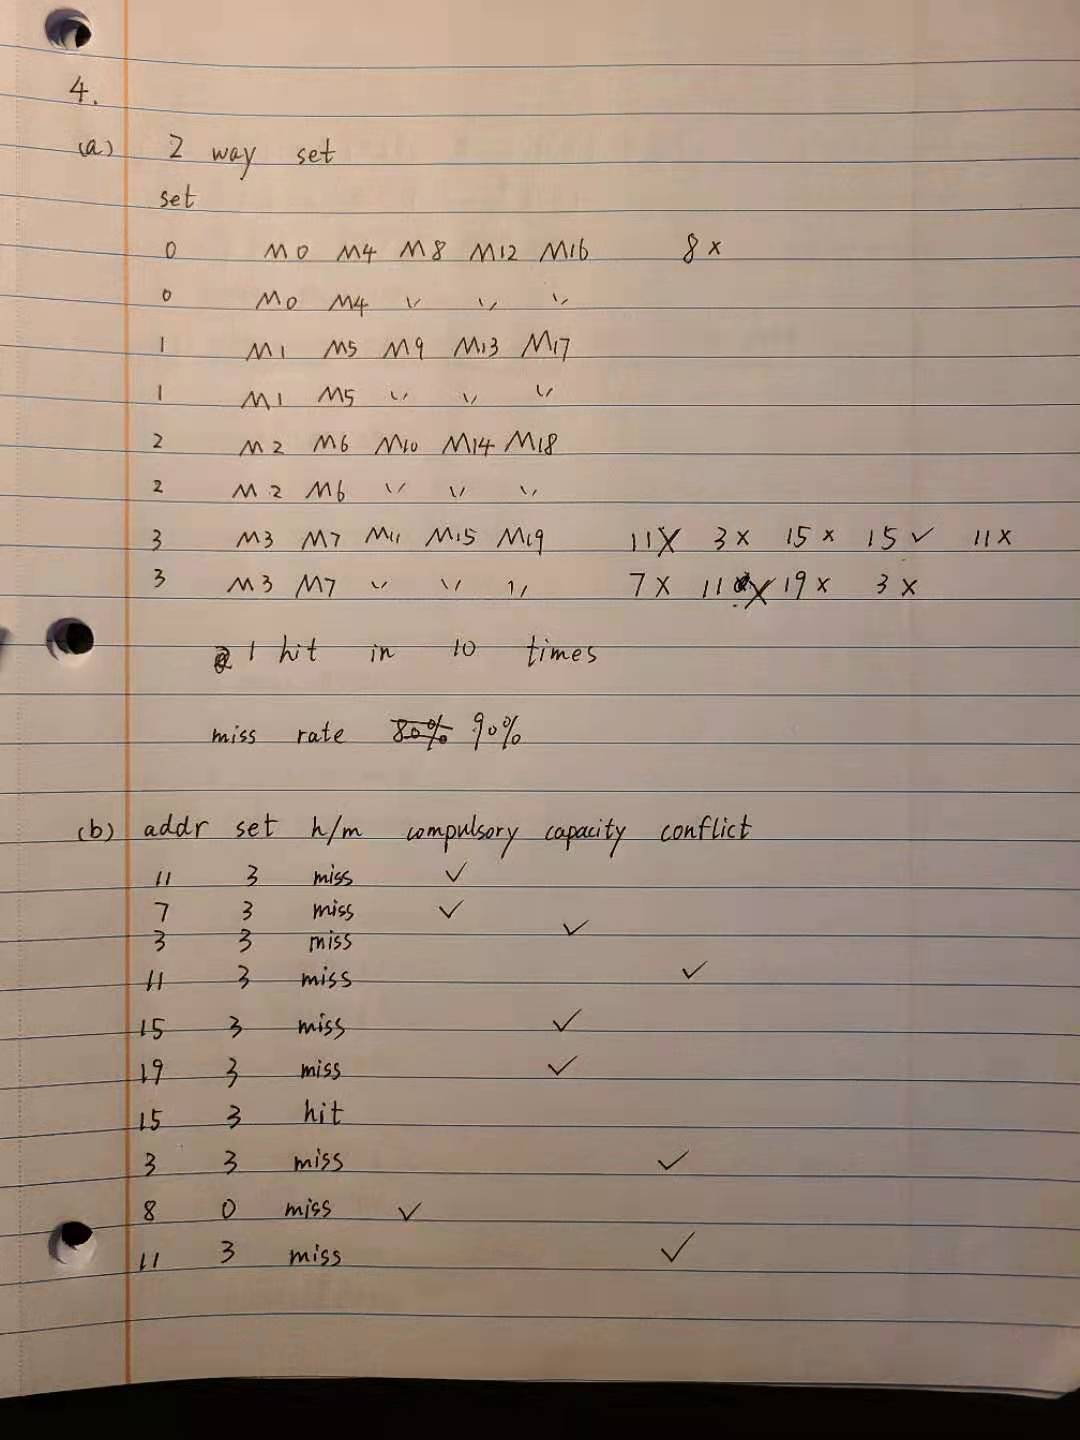 4.
(a) 2 way set
set
0 M0 M4 M8 M12 M16 8 x
0 M0 M4 〃 〃 〃
1 M1 M5 M9 M13 M17
1 M1 M5 〃 〃 〃
2 M2 M6 M10 M14 M18
2 M2 M6 〃 〃 〃
3 M3 M7 M11 M15 M19 11 X 3 x 15 x 15 ✓ 11 x
3 M3 M7 〃 〃 〃 7 X 11 X 19 x 3 x
1 hit in 10 times
miss rate 80% 90%
(b) addr set h/m compulsory capacity conflict
11 3 miss ✓
7 3 miss ✓
3 3 miss ✓
11 3 miss ✓
15 3 miss ✓
19 3 miss ✓
15 3 hit
3 3 miss ✓
8 0 miss ✓
11 3 miss ✓